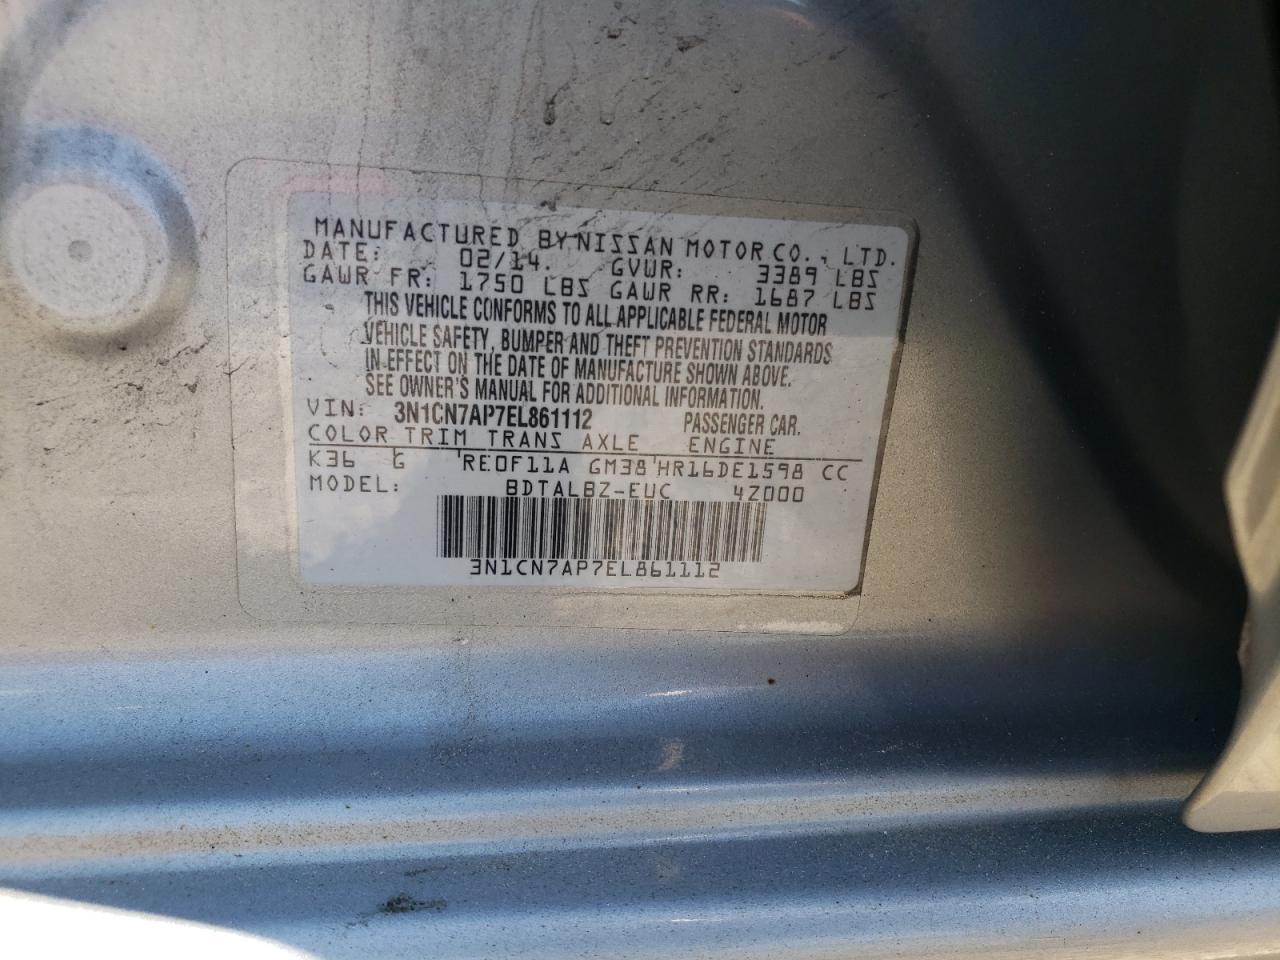 MANUFACTURED BY NISSAN MOTOR CO., LTD.
DATE: 02/14. GVWR: 3389 LBS
GAWR FR: 1750 LBS GAWR RR: 1687 LBS
THIS VEHICLE CONFORMS TO ALL APPLICABLE FEDERAL MOTOR
VEHICLE SAFETY, BUMPER AND THEFT PREVENTION STANDARDS
IN EFFECT ON THE DATE OF MANUFACTURE SHOWN ABOVE.
SEE OWNER'S MANUAL FOR ADDITIONAL INFORMATION.
VIN: 3N1CN7AP7EL861112 PASSENGER CAR.
COLOR TRIM TRANS AXLE ENGINE
K36 G RE0F11A GM38 HR16DE1598 CC
MODEL: BDTALBZ-EUC 4Z000
3N1CN7AP7EL861112